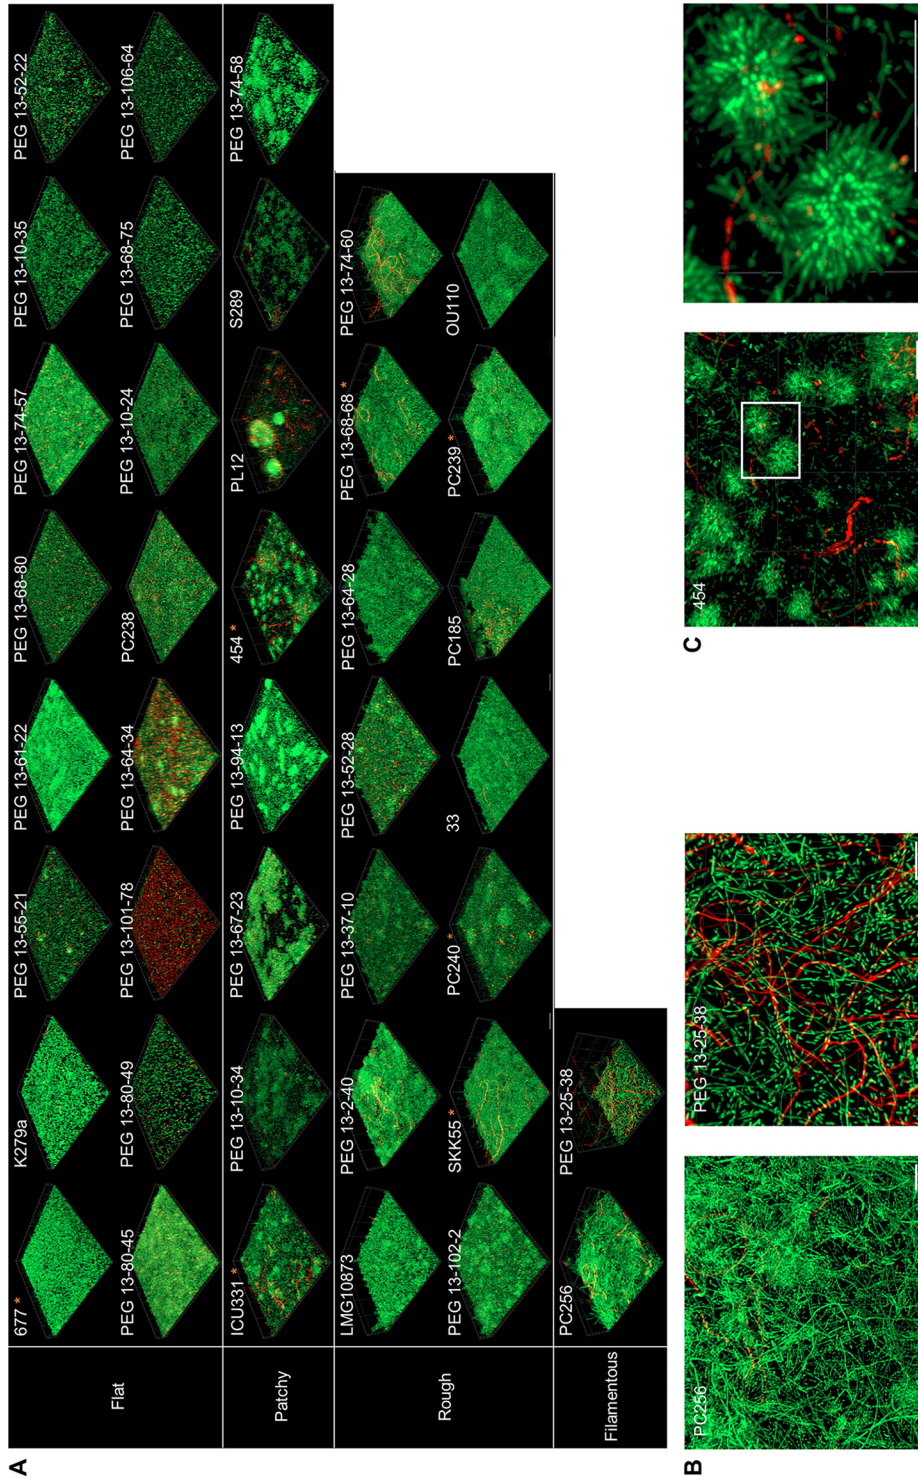 A
Flat
677 *
K279a
PEG 13-55-21
PEG 13-61-22
PEG 13-68-80
PEG 13-74-57
PEG 13-10-35
PEG 13-52-22
PEG 13-80-45
PEG 13-80-49
PEG 13-101-78
PEG 13-64-34
PC238
PEG 13-10-24
PEG 13-68-75
PEG 13-106-64
Patchy
ICU331 *
PEG 13-10-34
PEG 13-67-23
PEG 13-94-13
454 *
PL12
S289
PEG 13-74-58
Rough
LMG10873
PEG 13-2-40
PEG 13-37-10
PEG 13-52-28
PEG 13-64-28
PEG 13-68-68 *
PEG 13-74-60
PEG 13-102-2
SKK55 *
PC240 *
33
PC185
PC239 *
OU110
Filamentous
PC256
PEG 13-25-38
B
PC256
PEG 13-25-38
C
454